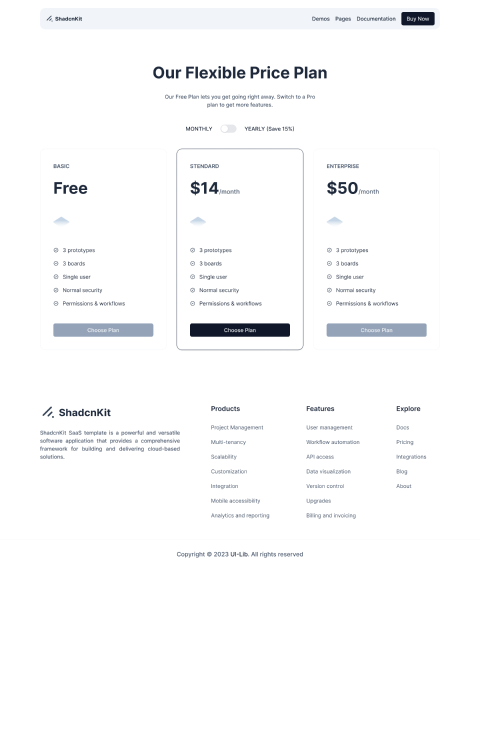 ShadcnKit
Demos Pages Documentation Buy Now
Our Flexible Price Plan
Our Free Plan lets you get going right away. Switch to a Pro
plan to get more features.
MONTHLY YEARLY (Save 15%)
BASIC
Free
3 prototypes
3 boards
Single user
Normal security
Permissions & workflows
Choose Plan
STENDARD
$14/month
3 prototypes
3 boards
Single user
Normal security
Permissions & workflows
Choose Plan
ENTERPRISE
$50/month
3 prototypes
3 boards
Single user
Normal security
Permissions & workflows
Choose Plan
ShadcnKit
ShadcnKit SaaS template is a powerful and versatile
software application that provides a comprehensive
framework for building and delivering cloud-based
solutions.
Products
Project Management
Multi-tenancy
Scalability
Customization
Integration
Mobile accessibility
Analytics and reporting
Features
User management
Workflow automation
API access
Data visualization
Version control
Upgrades
Billing and invoicing
Explore
Docs
Pricing
Integrations
Blog
About
Copyright © 2023 UI-Lib. All rights reserved